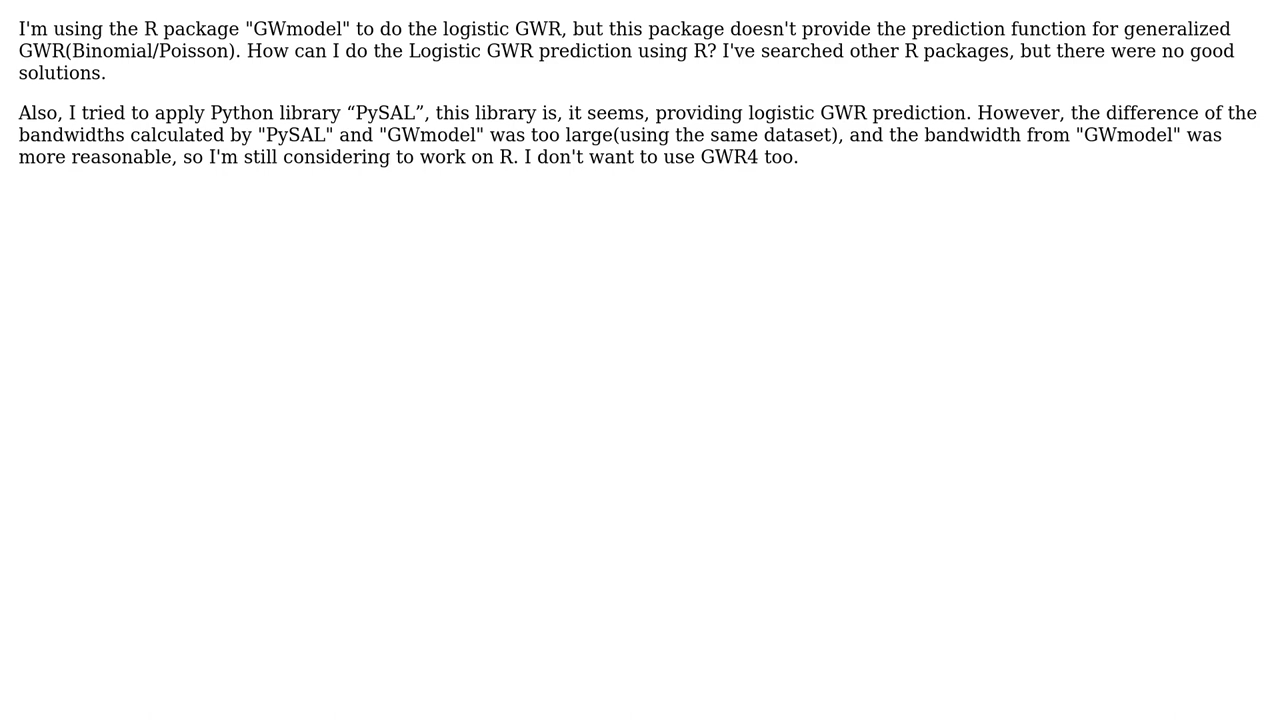 I'm using the R package "GWmodel" to do the logistic GWR, but this package doesn't provide the prediction function for generalized
GWR(Binomial/Poisson). How can I do the Logistic GWR prediction using R? I've searched other R packages, but there were no good
solutions.
Also, I tried to apply Python library “PySAL”, this library is, it seems, providing logistic GWR prediction. However, the difference of the
bandwidths calculated by "PySAL" and "GWmodel" was too large(using the same dataset), and the bandwidth from "GWmodel" was
more reasonable, so I'm still considering to work on R. I don't want to use GWR4 too.